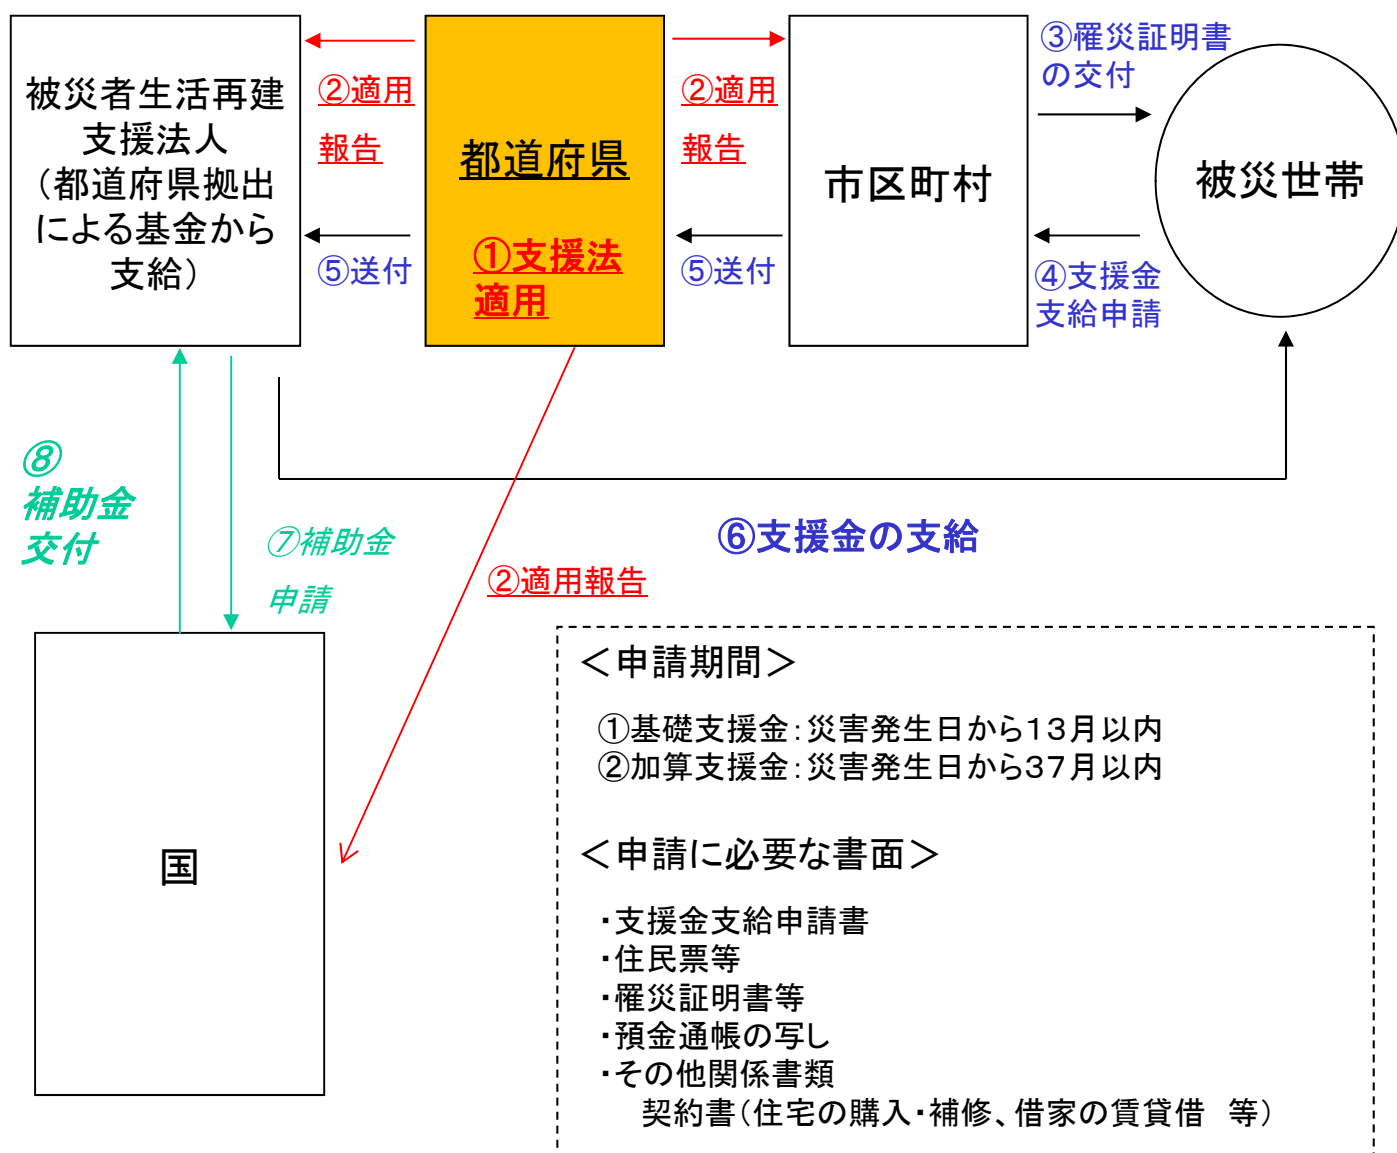 被災者生活再建
支援法人
（都道府県拠出
による基金から
支給）
②適用
報告
⑤送付
都道府県
①支援法
適用
②適用
報告
⑤送付
市区町村
③罹災証明書
の交付
④支援金
支給申請
被災世帯
⑧
補助金
交付
⑦補助金
申請
②適用報告
⑥支援金の支給
国
＜申請期間＞
①基礎支援金：災害発生日から13月以内
②加算支援金：災害発生日から37月以内
＜申請に必要な書面＞
・支援金支給申請書
・住民票等
・罹災証明書等
・預金通帳の写し
・その他関係書類
契約書（住宅の購入・補修、借家の賃貸借　等）